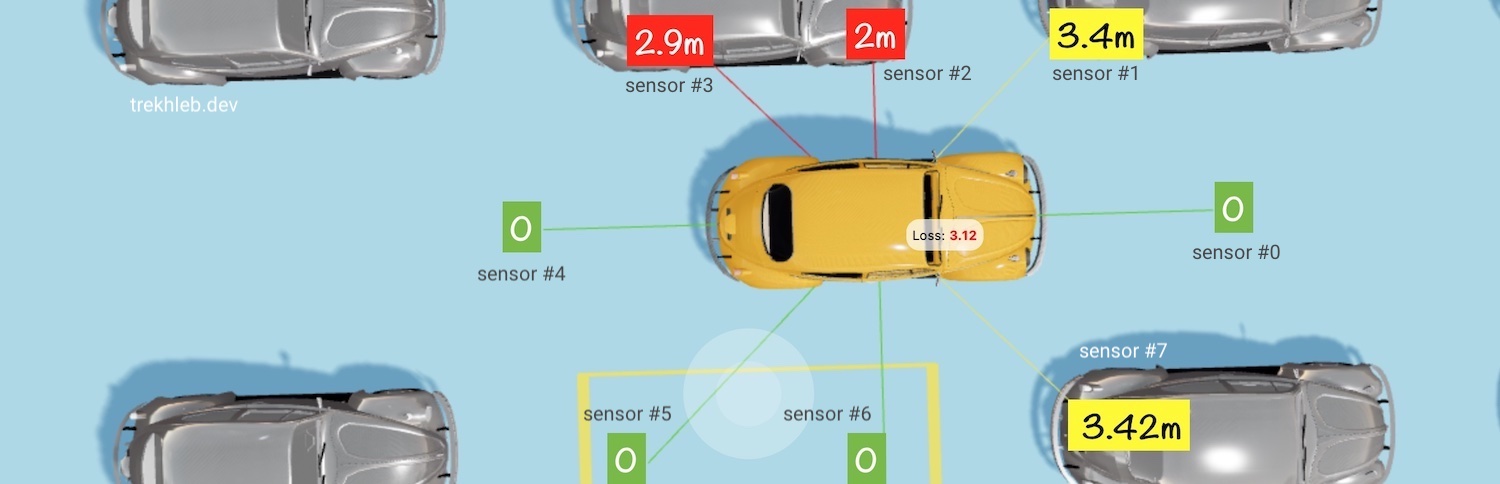 2.9m
2m
3.4m
sensor #3
sensor #2
sensor #1
trekhleb.dev
0
sensor #4
Loss: 3.12
0
sensor #0
sensor #7
sensor #5
sensor #6
3.42m
0
0